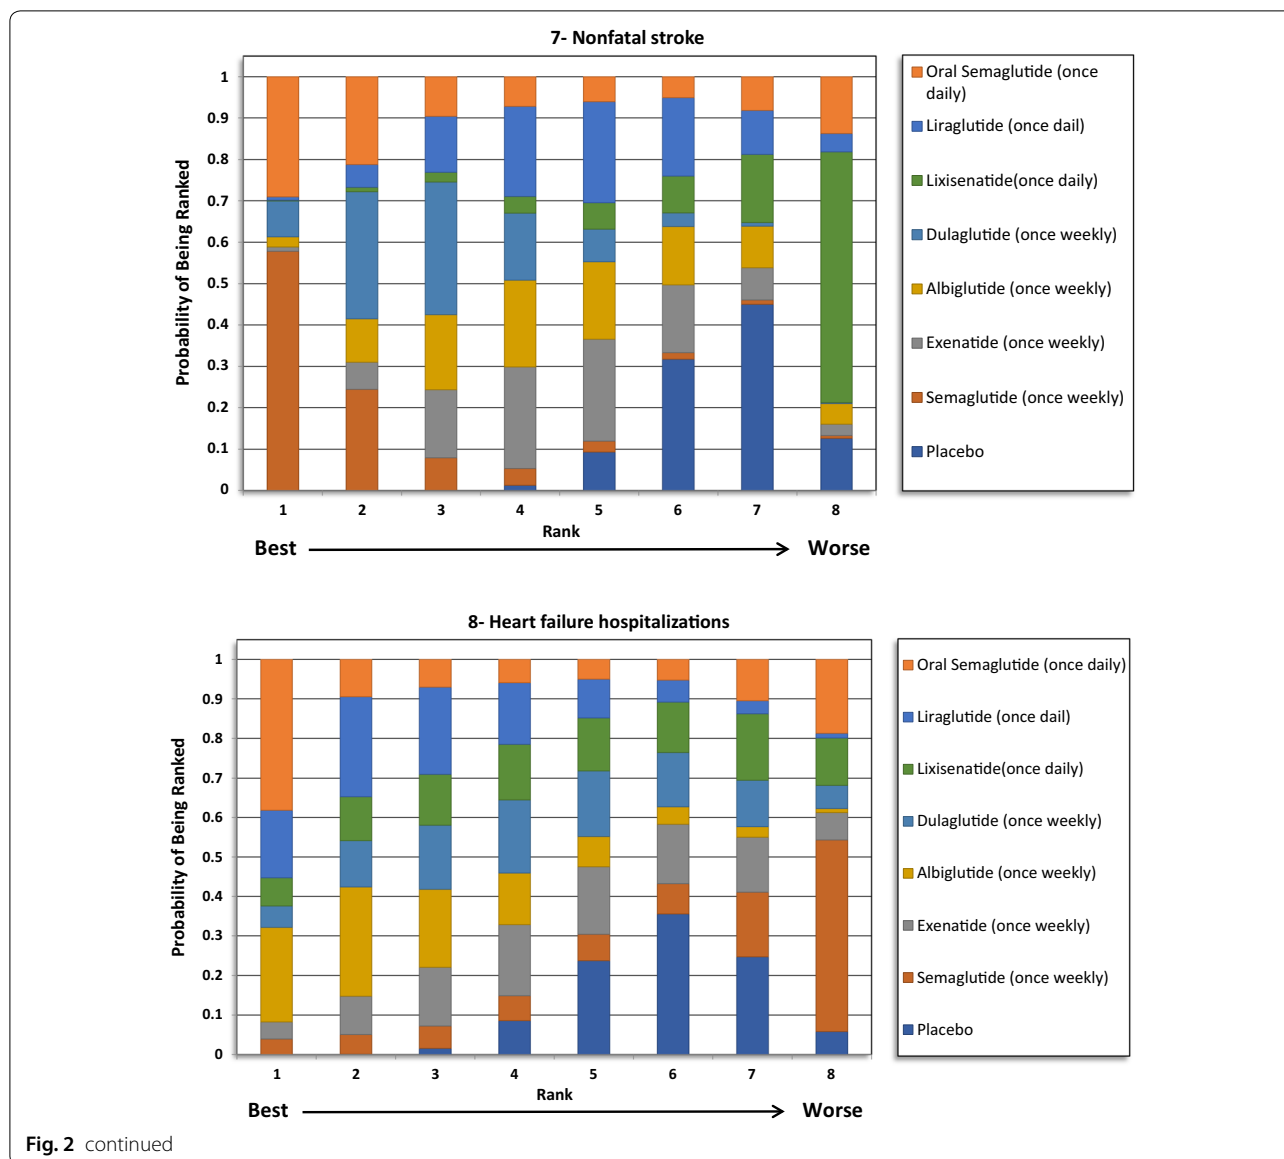 7- Nonfatal stroke
Probability of Being Ranked
1
0.9
0.8
0.7
0.6
0.5
0.4
0.3
0.2
0.1
0
1 2 3 4 5 6 7 8
Rank
Best Worse
Oral Semaglutide (once
daily)
Liraglutide (once dail)
Lixisenatide(once daily)
Dulaglutide (once weekly)
Albiglutide (once weekly)
Exenatide (once weekly)
Semaglutide (once weekly)
Placebo
8- Heart failure hospitalizations
Probability of Being Ranked
1
0.9
0.8
0.7
0.6
0.5
0.4
0.3
0.2
0.1
0
1 2 3 4 5 6 7 8
Rank
Best Worse
Oral Semaglutide (once daily)
Liraglutide (once dail)
Lixisenatide(once daily)
Dulaglutide (once weekly)
Albiglutide (once weekly)
Exenatide (once weekly)
Semaglutide (once weekly)
Placebo
Fig. 2 continued